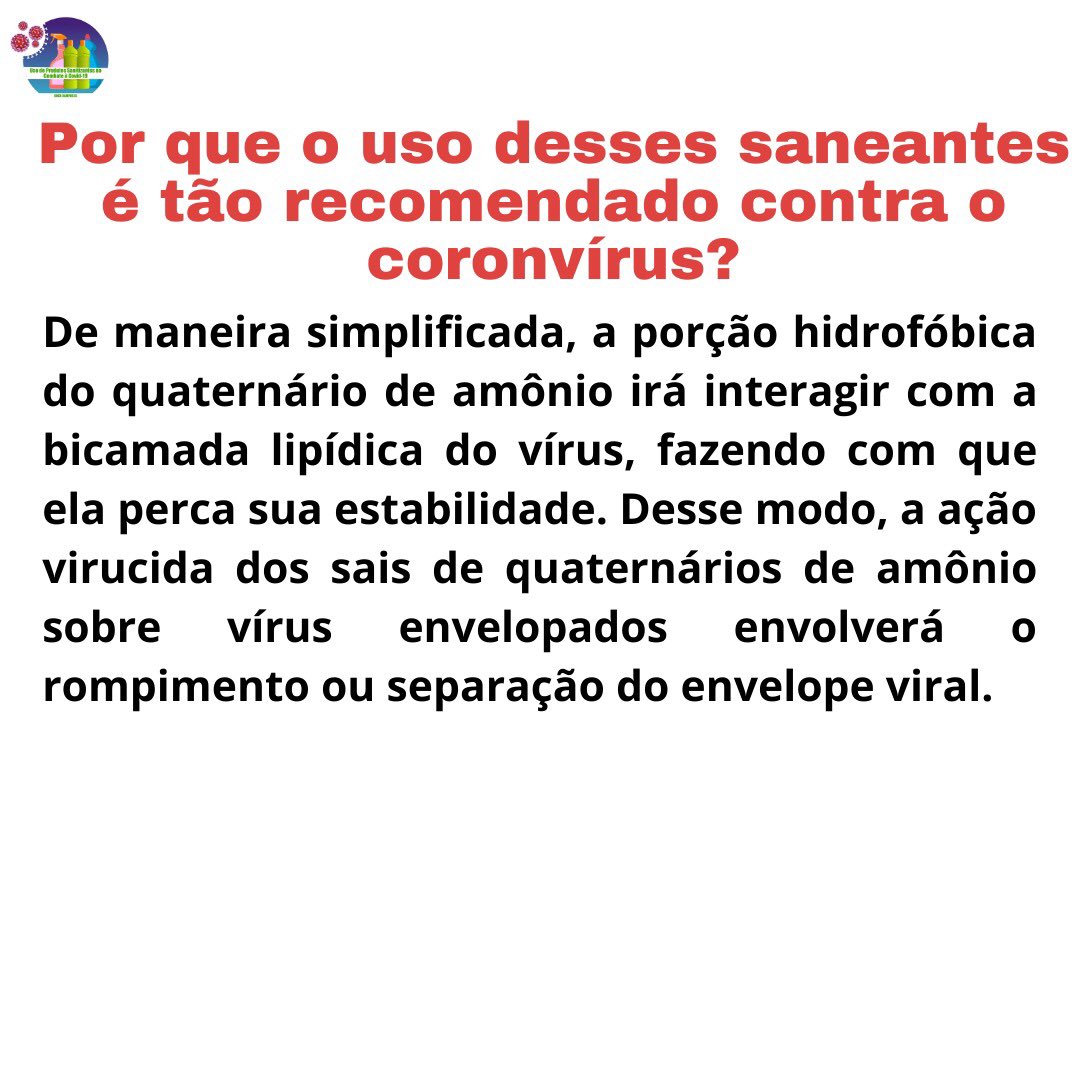 Uso de Produtos Sanitizantes no
Combate à Covid-19
Por que o uso desses saneantes
é tão recomendado contra o
coronvírus?
De maneira simplificada, a porção hidrofóbica
do quaternário de amônio irá interagir com a
bicamada lipídica do vírus, fazendo com que
ela perca sua estabilidade. Desse modo, a ação
virucida dos sais de quaternários de amônio
sobre vírus envelopados envolverá o
rompimento ou separação do envelope viral.